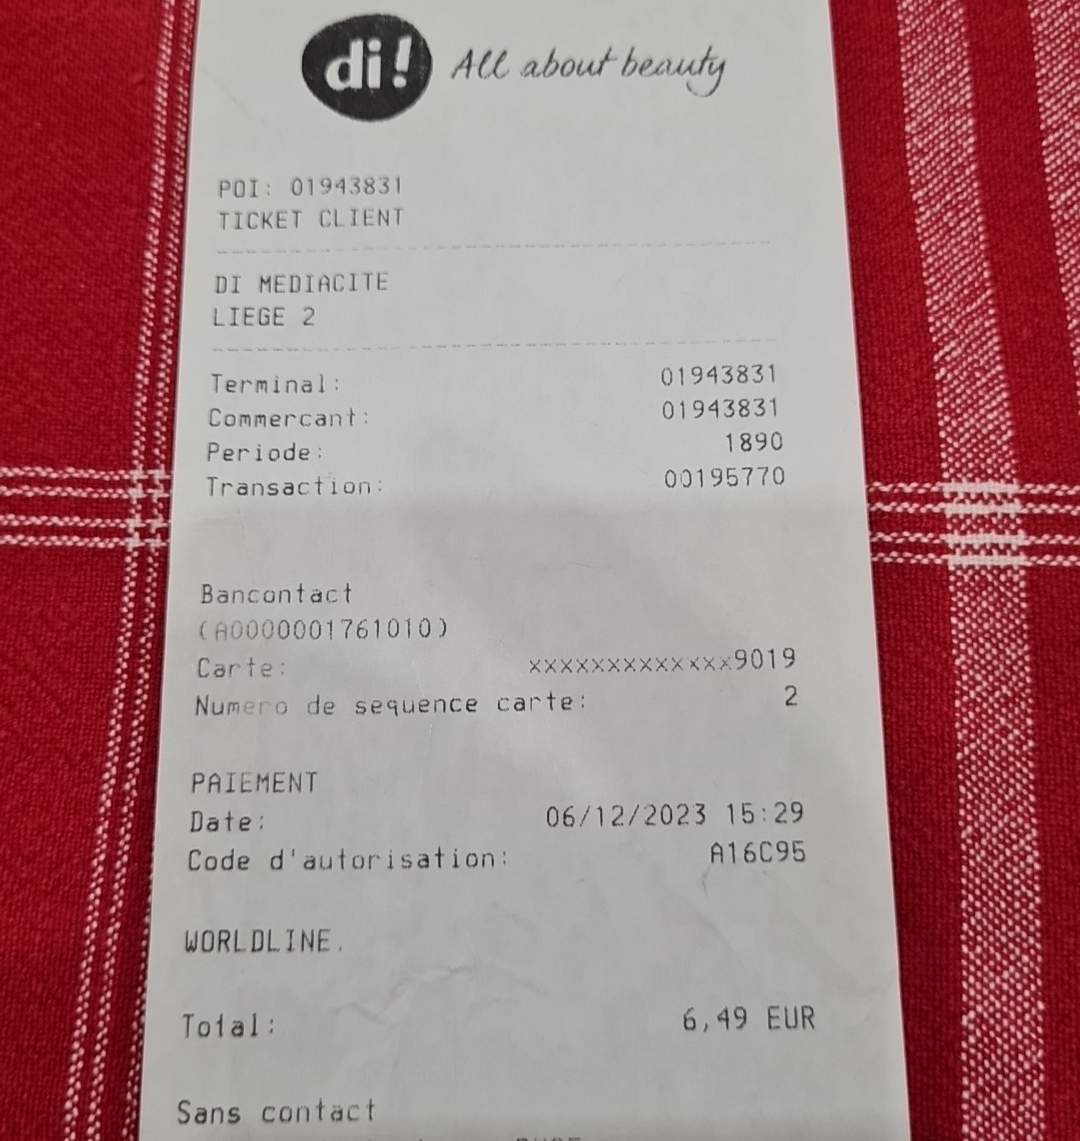 di! All about beauty
POI: 01943831
TICKET CLIENT
DI MEDIACITE
LIEGE 2
Terminal: 01943831
Commercant: 01943831
Periode: 1890
Transaction: 00195770
Bancontact
(A0000001761010)
Carte: xxxxxxxxxxxxx9019
Numero de sequence carte: 2
PAIEMENT
Date: 06/12/2023 15:29
Code d'autorisation: A16C95
WORLDLINE.
Total: 6,49 EUR
Sans contact